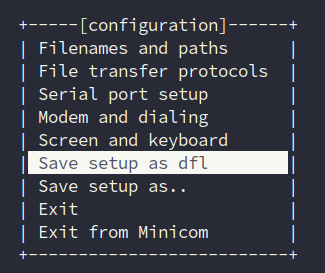 +-----[configuration]------+
| Filenames and paths      |
| File transfer protocols  |
| Serial port setup        |
| Modem and dialing        |
| Screen and keyboard      |
| Save setup as dfl        |
| Save setup as..          |
| Exit                     |
| Exit from Minicom        |
+--------------------------+